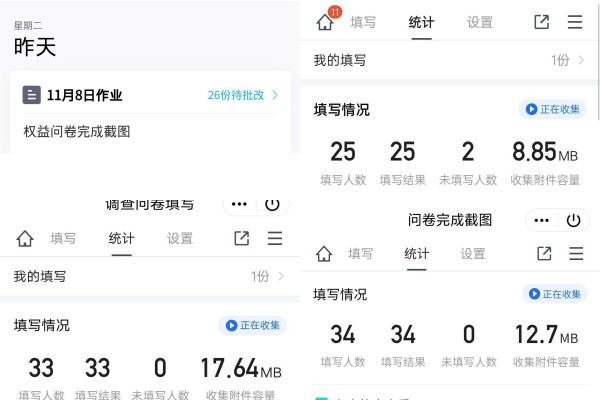 星期二
昨天
11月8日作业
26份待批改
权益问卷完成截图
11
填写
统计
设置
我的填写
1份
填写情况
正在收集
25
25
2
8.85MB
填写人数
填写结果
未填写人数
收集附件容量
调查问卷填写
填写
统计
设置
我的填写
1份
填写情况
正在收集
33
33
0
17.64MB
填写人数
填写结果
未填写人数
收集附件容量
问卷完成截图
填写
统计
设置
填写情况
正在收集
34
34
0
12.7MB
填写人数
填写结果
未填写人数
收集附件容量